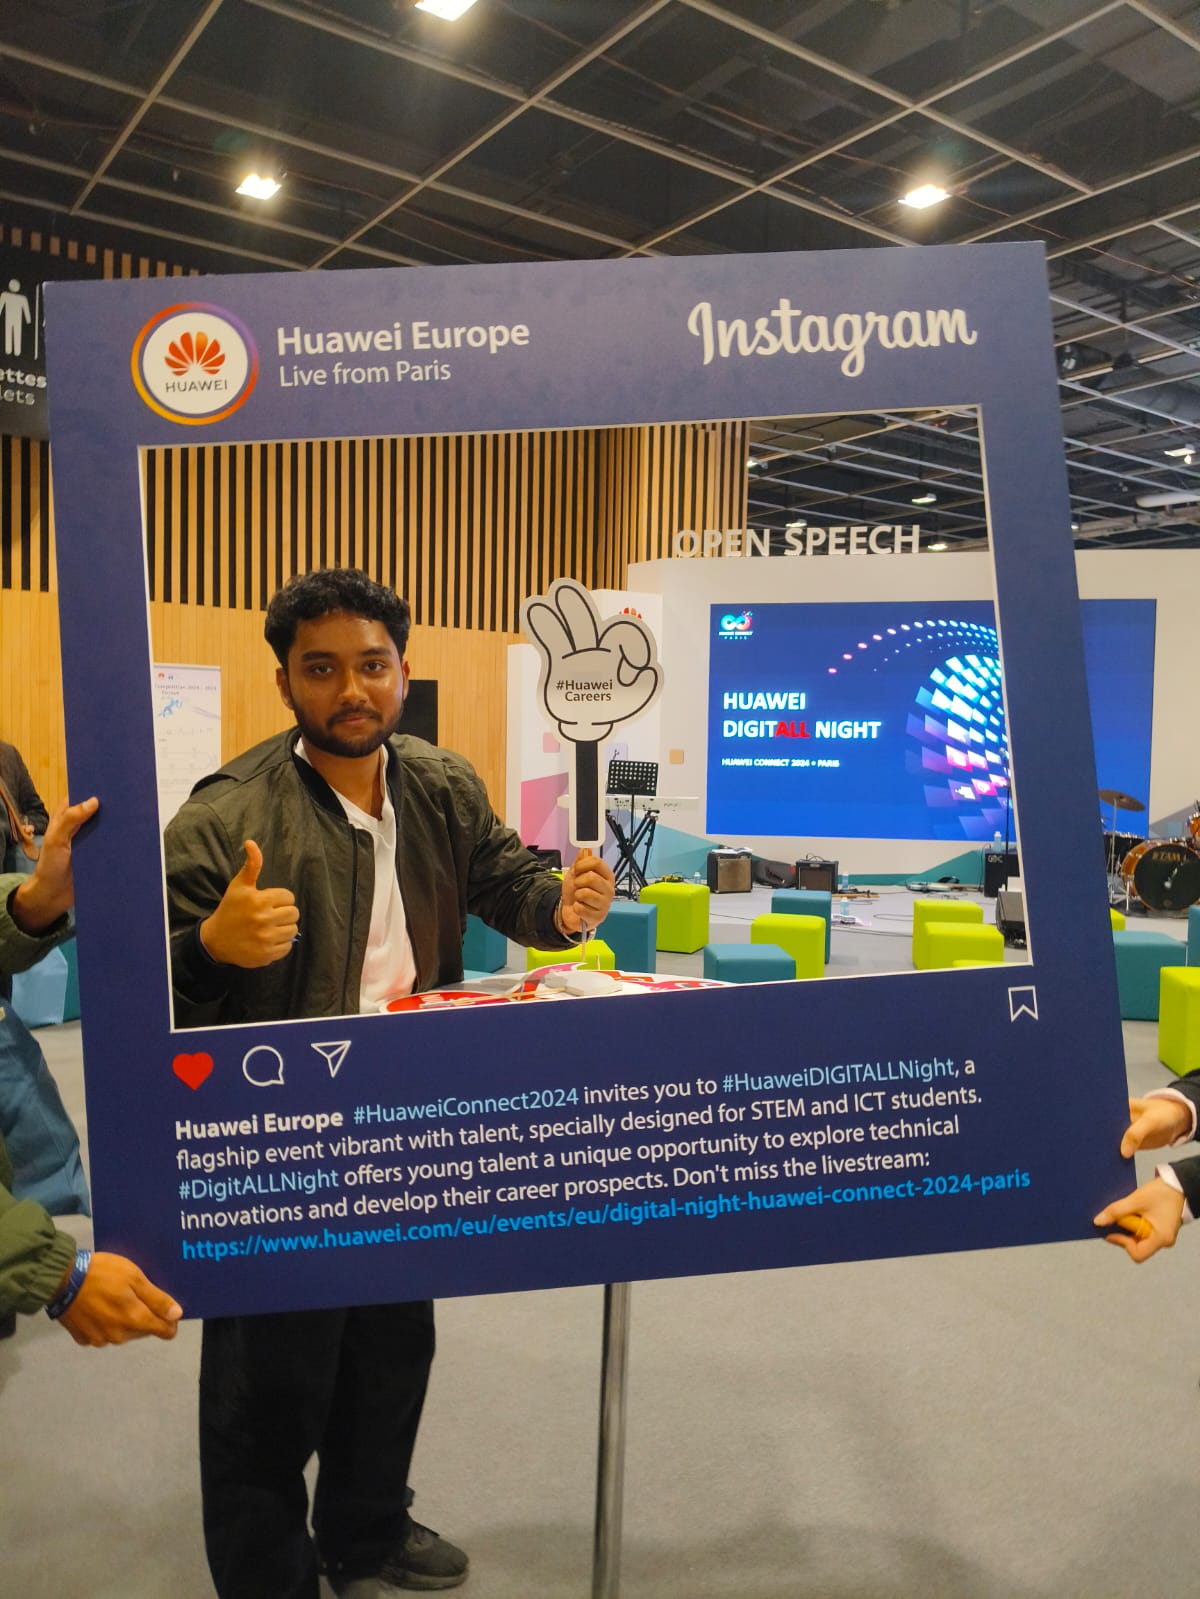 ettes
lets
HUAWEI
Huawei Europe
Live from Paris
Instagram
OPEN SPEECH
#Huawei
Careers
HUAWEI
DIGITALL NIGHT
HUAWEI CONNECT 2024 • PARIS
TAMA
Huawei Europe #HuaweiConnect2024 invites you to #HuaweiDIGITALLNight, a
flagship event vibrant with talent, specially designed for STEM and ICT students.
#DigitALLNight offers young talent a unique opportunity to explore technical
innovations and develop their career prospects. Don't miss the livestream:
https://www.huawei.com/eu/events/eu/digital-night-huawei-connect-2024-paris